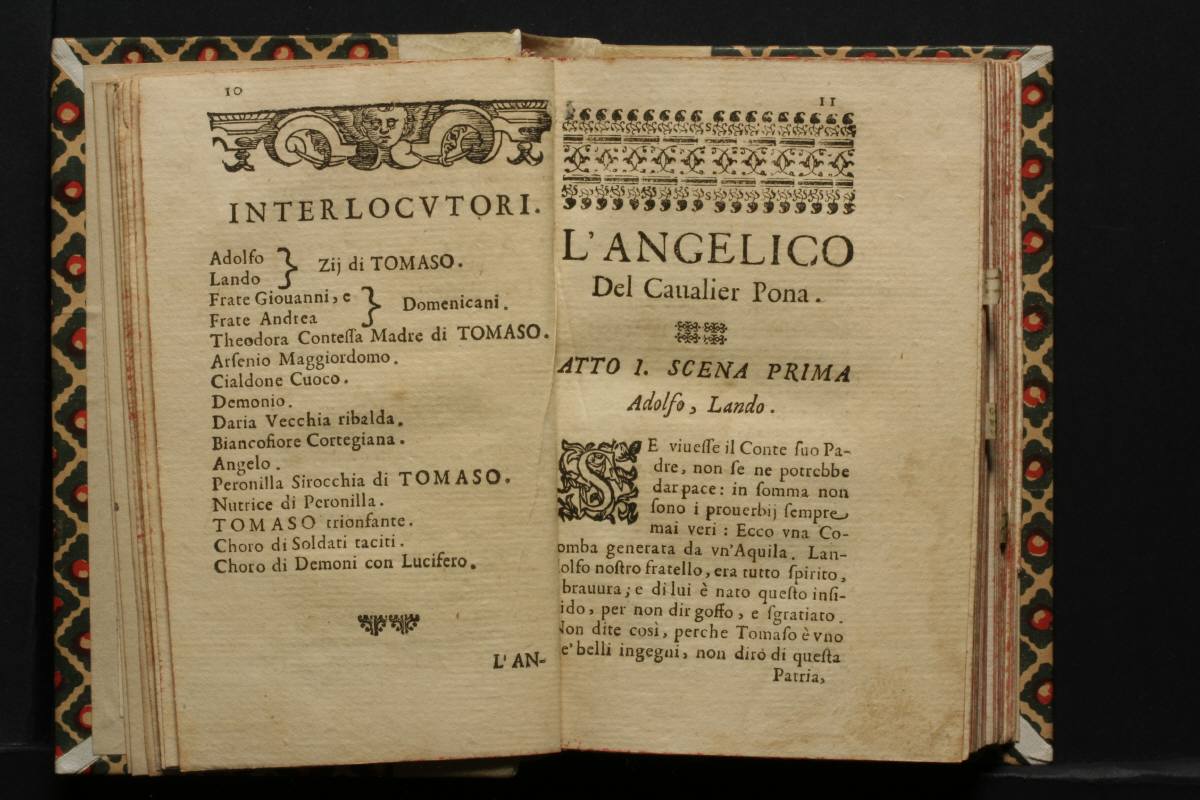 10
INTERLOCVTORI.
Adolfo
Lando
Zij di TOMASO.
Frate Giouanni, e
Frate Andrea
Domenicani.
Theodora Conteſſa Madre di TOMASO.
Arſenio Maggiordomo.
Cialdone Cuoco.
Demonio.
Daria Vecchia ribalda.
Biancofiore Cortegiana.
Angelo.
Peronilla Sirocchia di TOMASO.
Nutrice di Peronilla.
TOMASO trionfante.
Choro di Soldati taciti.
Choro di Demoni con Lucifero.
L'AN-
11
L'ANGELICO
Del Caualier Pona.
ATTO I. SCENA PRIMA
Adolfo, Lando.
SE viueſſe il Conte ſuo Pa-
dre, non ſe ne potrebbe
dar pace: in ſomma non
ſono i prouerbij ſempre
mai veri: Ecco vna Co-
omba generata da vn'Aquila. Lan-
olfo noſtro fratello, era tutto ſpirito,
brauura; e di lui è nato queſto inſi-
ido, per non dir goffo, e ſgratiato.
Non dite così, perche Tomaſo è vno
e' belli ingegni, non dirò di queſta
Patria,